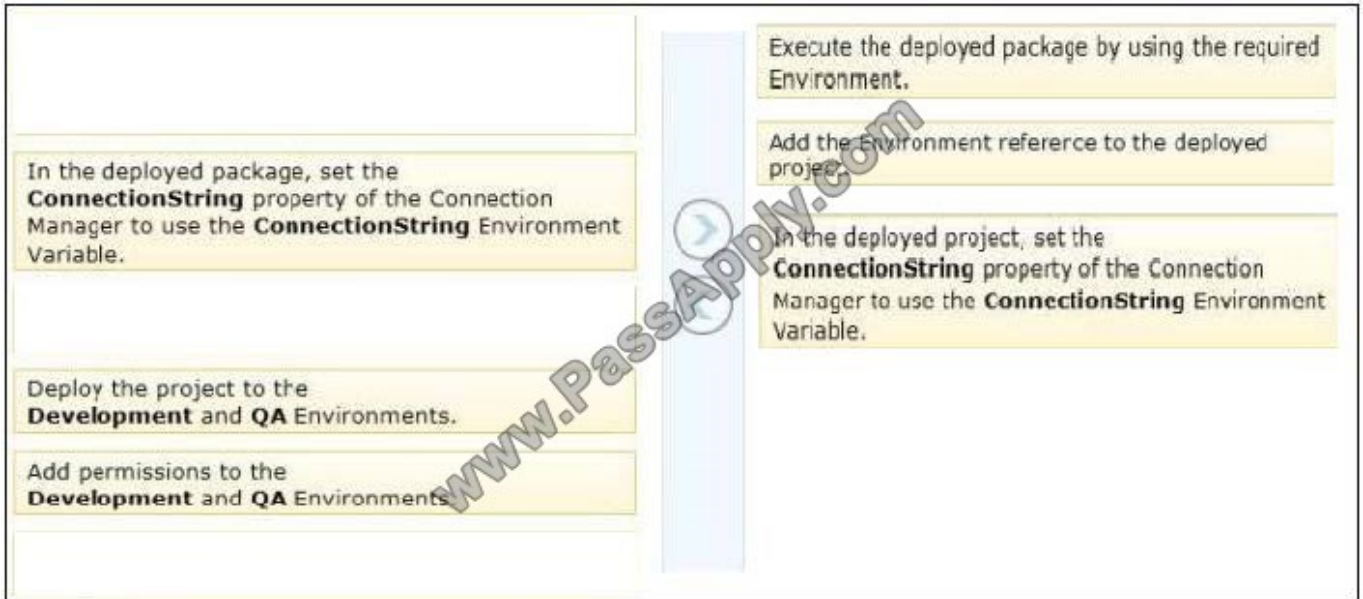 In the deployed package, set the
ConnectionString property of the Connection
Manager to use the ConnectionString Environment
Variable.
Deploy the project to the
Development and QA Environments.
Add permissions to the
Development and QA Environments.
Execute the deployed package by using the required
Environment.
Add the Environment reference to the deployed
project.
In the deployed project, set the
ConnectionString property of the Connection
Manager to use the ConnectionString Environment
Variable.
www.PassApply.com